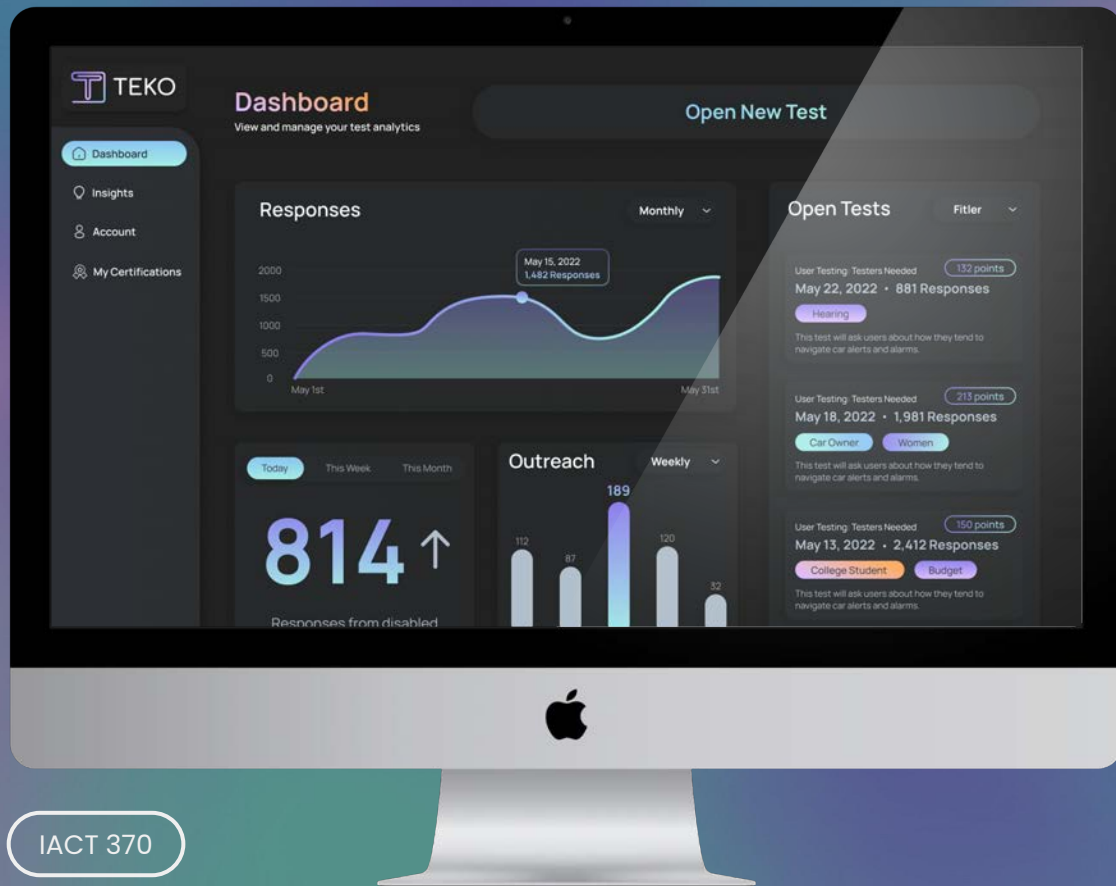 TEKO
Dashboard
View and manage your test analytics
Open New Test
Dashboard
Insights
Account
My Certifications
Responses
Monthly
2000
1500
1000
500
0
May 15, 2022
1,482 Responses
May 1st
May 31st
Today
This Week
This Month
814
Responses from disabled
Outreach
Weekly
112
87
189
120
32
Open Tests
Fitler
User Testing: Testers Needed
132 points
May 22, 2022 • 881 Responses
Hearing
This test will ask users about how they tend to
navigate car alerts and alarms.
User Testing: Testers Needed
213 points
May 18, 2022 • 1,981 Responses
Car Owner
Women
This test will ask users about how they tend to
navigate car alerts and alarms.
User Testing: Testers Needed
150 points
May 13, 2022 • 2,412 Responses
College Student
Budget
This test will ask users about how they tend to
navigate car alerts and alarms.
IACT 370